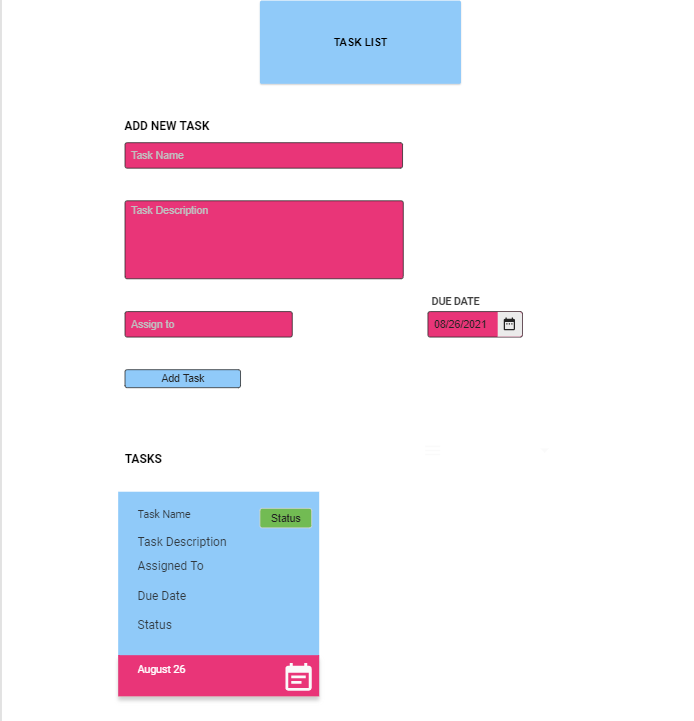 TASK LIST
ADD NEW TASK
Task Name
Task Description
DUE DATE
Assign to
08/26/2021
Add Task
TASKS
Task Name
Status
Task Description
Assigned To
Due Date
Status
August 26